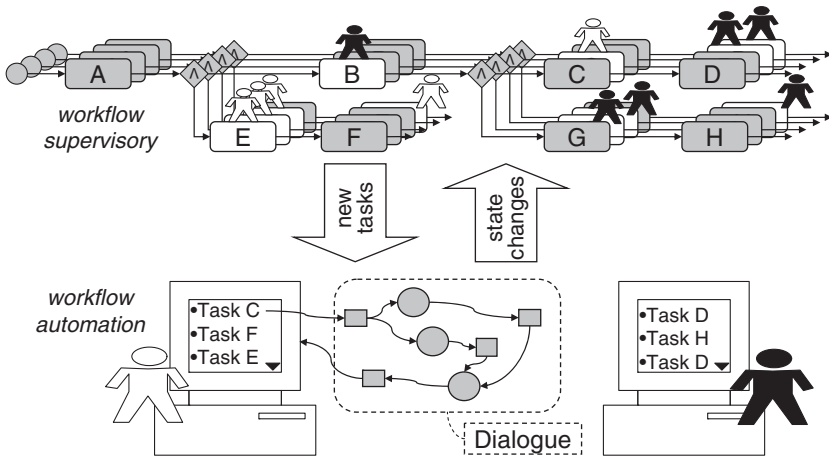 A
B
C
D
workflow
supervisory
E
F
G
H
new
tasks
state
changes
workflow
automation
•Task C
•Task F
•Task E
•Task D
•Task H
•Task D
Dialogue